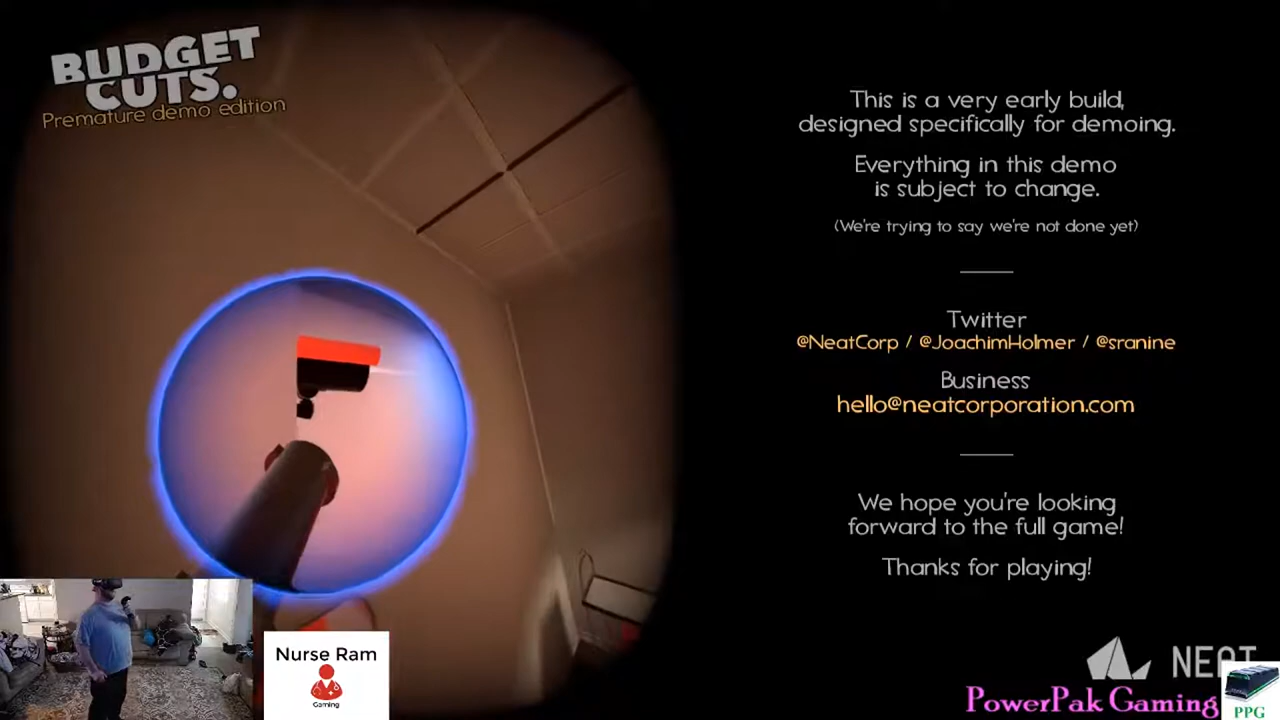 BUDGET
CUTS.
Premature demo edition
This is a very early build,
designed specifically for demoing.
Everything in this demo
is subject to change.
(We're trying to say we're not done yet)
Twitter
@NeatCorp / @JoachimHolmer / @sranine
Business
hello@neatcorporation.com
We hope you're looking
forward to the full game!
Thanks for playing!
Nurse Ram
Gaming
NEAT
PowerPak Gaming
PPG